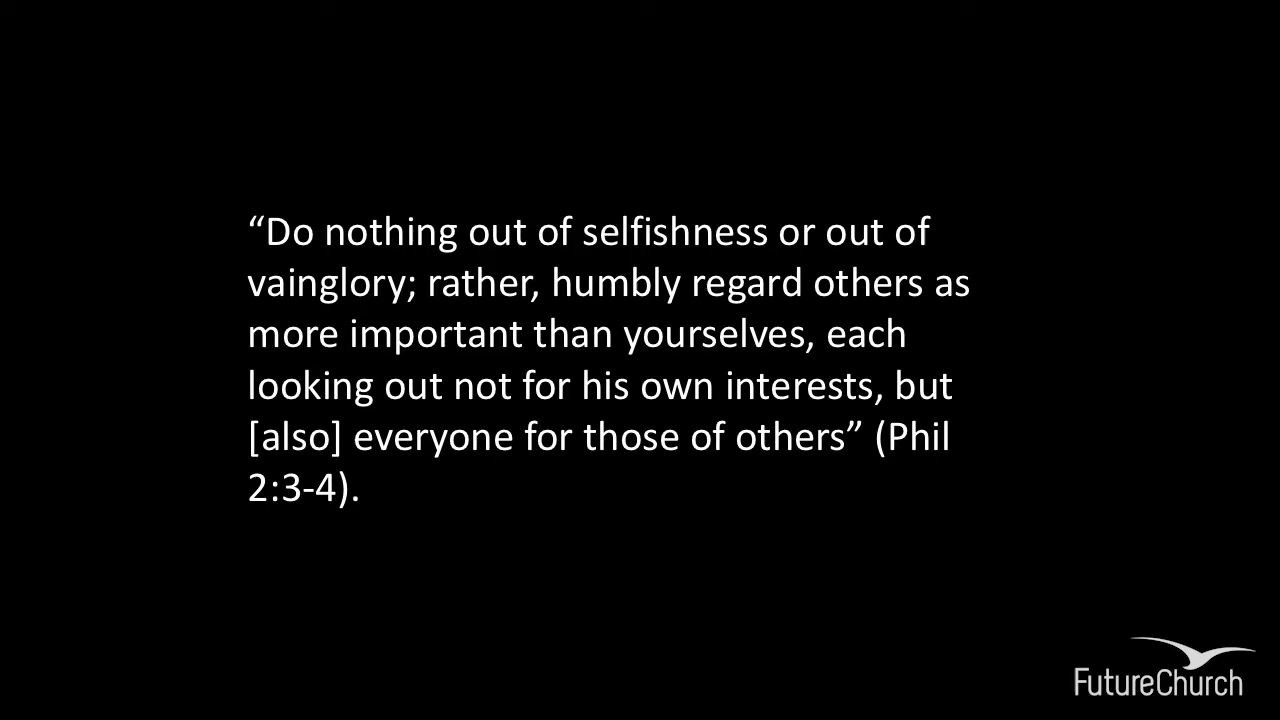 “Do nothing out of selfishness or out of
vainglory; rather, humbly regard others as
more important than yourselves, each
looking out not for his own interests, but
[also] everyone for those of others” (Phil
2:3-4).
FutureChurch